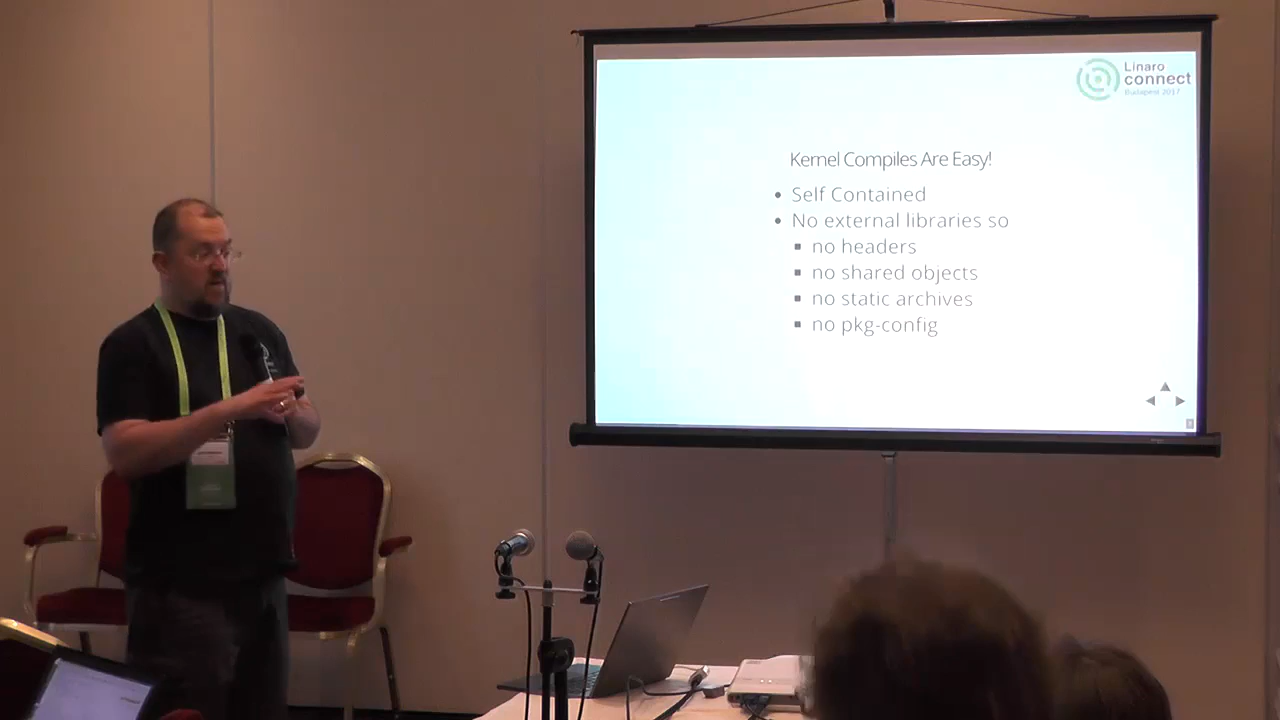 Linaro
connect
Budapest 2017
Kernel Compiles Are Easy!
• Self Contained
• No external libraries so
▪ no headers
▪ no shared objects
▪ no static archives
▪ no pkg-config